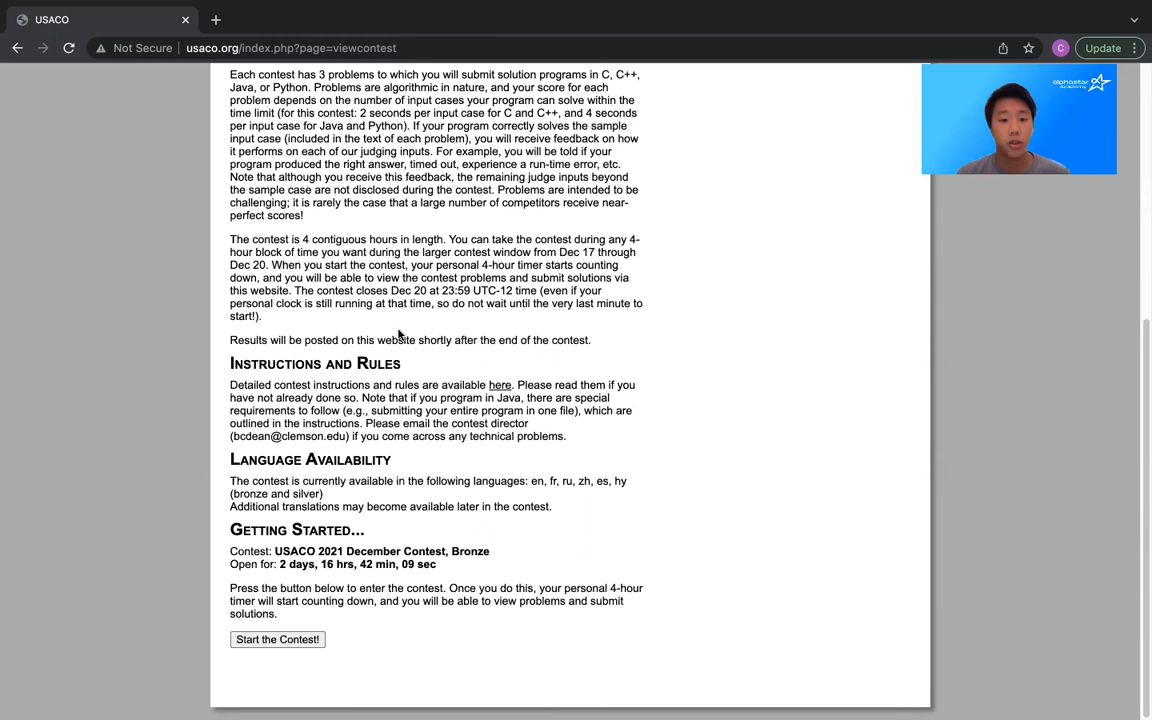 USACO
Not Secure
usaco.org/index.php?page=viewcontest
C
Update
alphastar
academy
Each contest has 3 problems to which you will submit solution programs in C, C++,
Java, or Python. Problems are algorithmic in nature, and your score for each
problem depends on the number of input cases your program can solve within the
time limit (for this contest: 2 seconds per input case for C and C++, and 4 seconds
per input case for Java and Python). If your program correctly solves the sample
input case (included in the text of each problem), you will receive feedback on how
it performs on each of our judging inputs. For example, you will be told if your
program produced the right answer, timed out, experience a run-time error, etc.
Note that although you receive this feedback, the remaining judge inputs beyond
the sample case are not disclosed during the contest. Problems are intended to be
challenging; it is rarely the case that a large number of competitors receive near-
perfect scores!
The contest is 4 contiguous hours in length. You can take the contest during any 4-
hour block of time you want during the larger contest window from Dec 17 through
Dec 20. When you start the contest, your personal 4-hour timer starts counting
down, and you will be able to view the contest problems and submit solutions via
this website. The contest closes Dec 20 at 23:59 UTC-12 time (even if your
personal clock is still running at that time, so do not wait until the very last minute to
start!).
Results will be posted on this website shortly after the end of the contest.
Instructions and Rules
Detailed contest instructions and rules are available here. Please read them if you
have not already done so. Note that if you program in Java, there are special
requirements to follow (e.g., submitting your entire program in one file), which are
outlined in the instructions. Please email the contest director
(bcdean@clemson.edu) if you come across any technical problems.
Language Availability
The contest is currently available in the following languages: en, fr, ru, zh, es, hy
(bronze and silver)
Additional translations may become available later in the contest.
Getting Started...
Contest: USACO 2021 December Contest, Bronze
Open for: 2 days, 16 hrs, 42 min, 09 sec
Press the button below to enter the contest. Once you do this, your personal 4-hour
timer will start counting down, and you will be able to view problems and submit
solutions.
Start the Contest!